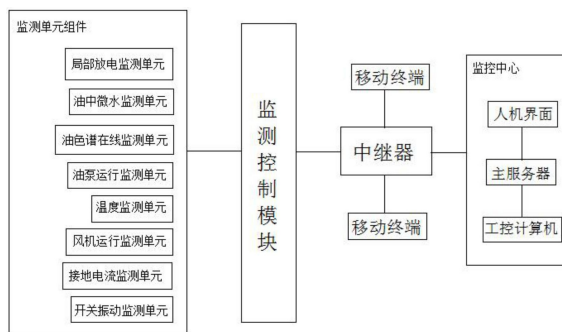 监测单元组件
局部放电监测单元
油中微水监测单元
油色谱在线监测单元
油泵运行监测单元
温度监测单元
风机运行监测单元
接地电流监测单元
开关振动监测单元
监测控制模块
移动终端
中继器
移动终端
监控中心
人机界面
主服务器
工控计算机